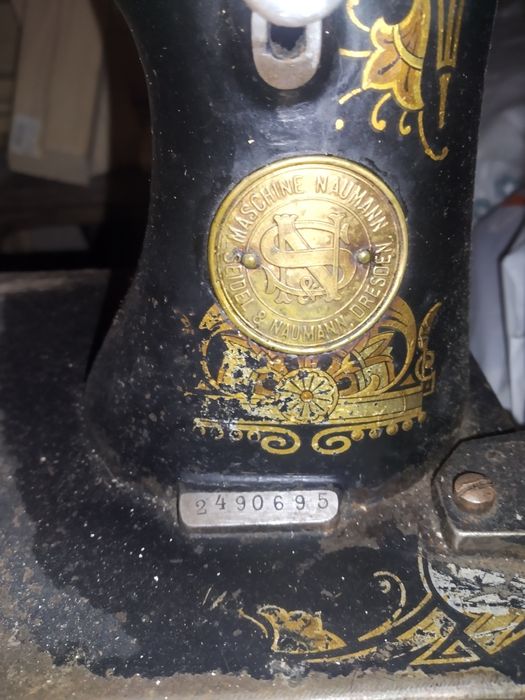 MASCHINE NAUMANN
SEIDEL & NAUMANN. DRESDEN
S&N
2490695